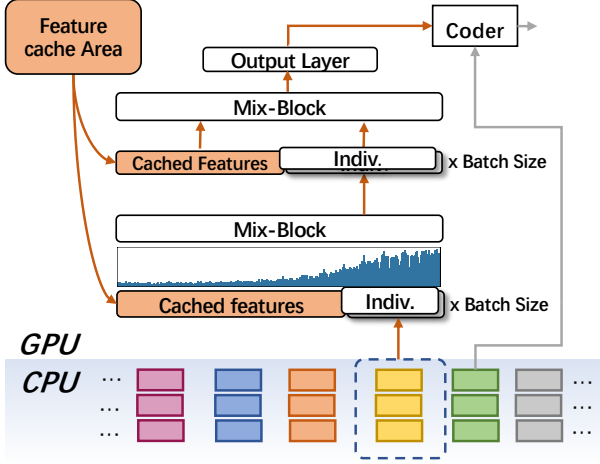 Feature
cache Area
Coder
Output Layer
Mix-Block
Cached Features
Indiv.
Indiv.
x Batch Size
Mix-Block
Cached features
Indiv.
x Batch Size
GPU
CPU
... ...
... ...
... ...